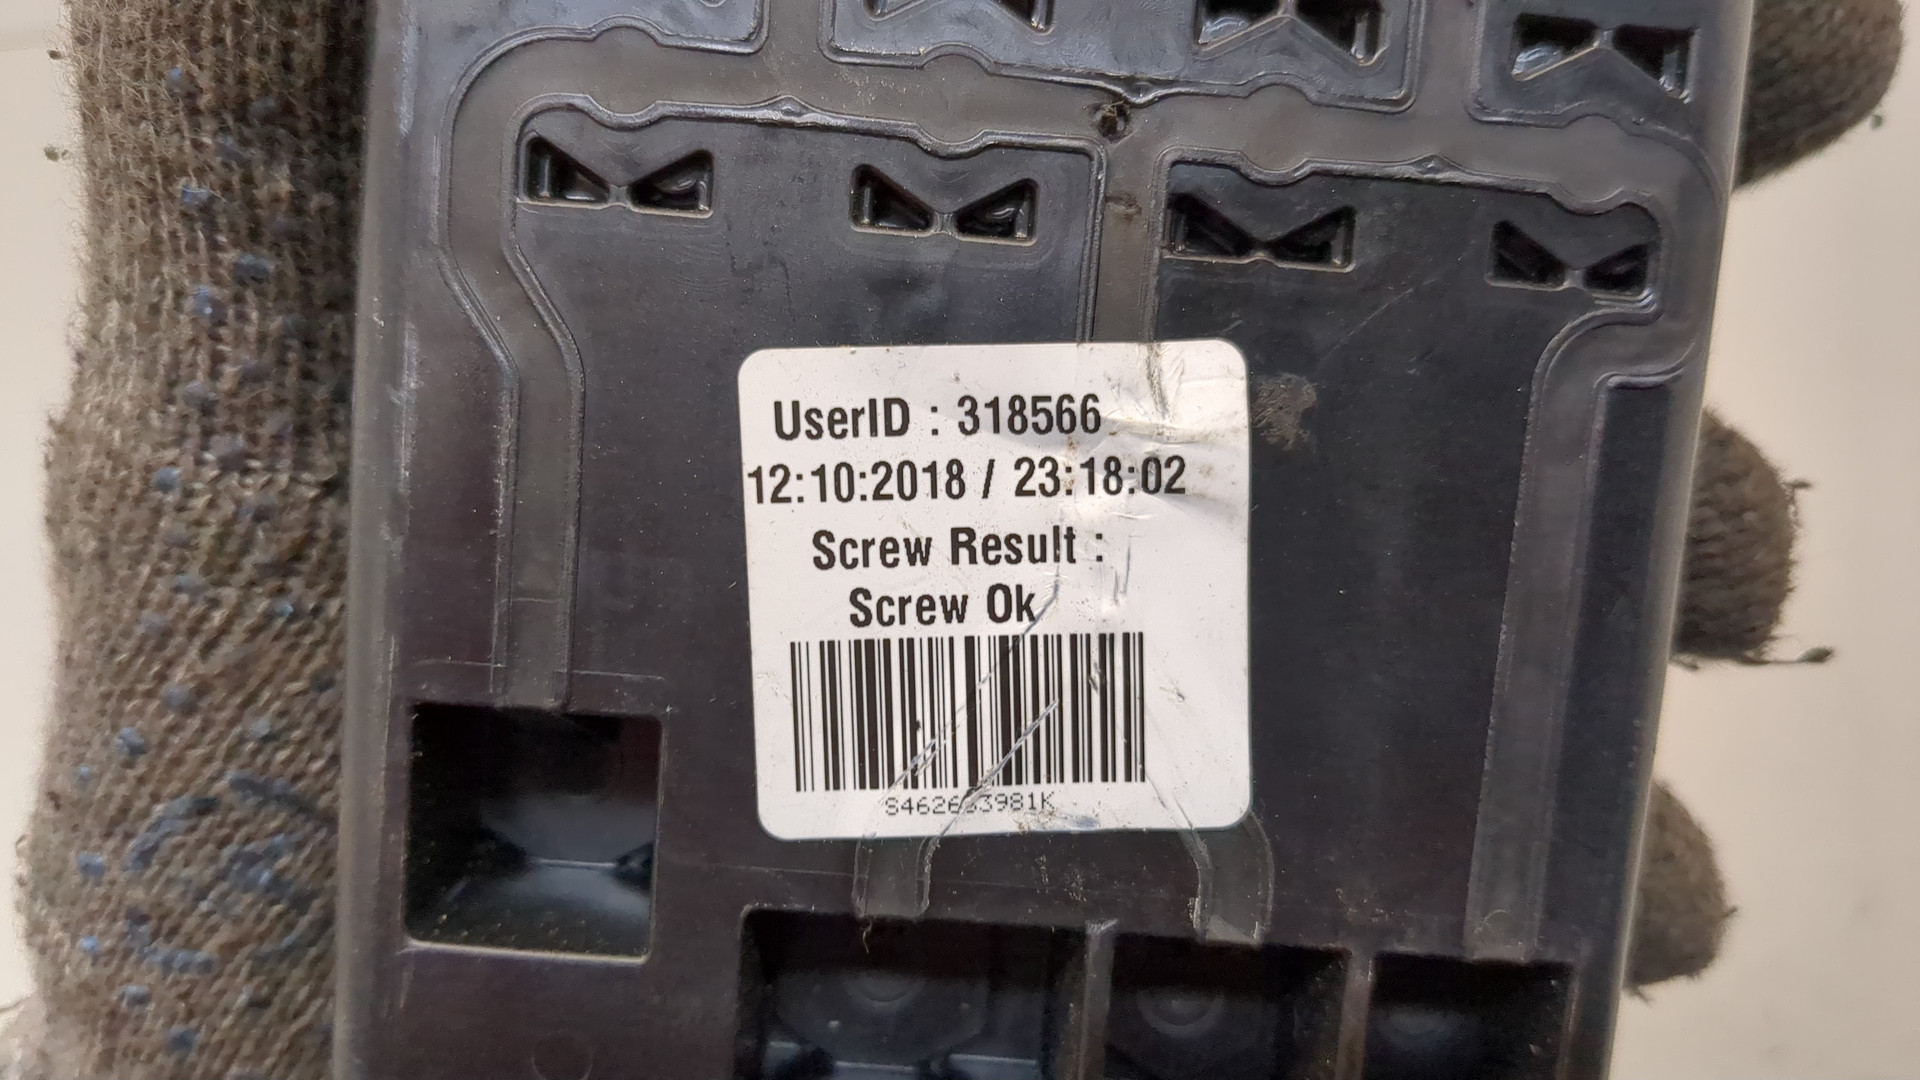 UserID : 318566
12:10:2018 / 23:18:02
Screw Result :
Screw Ok